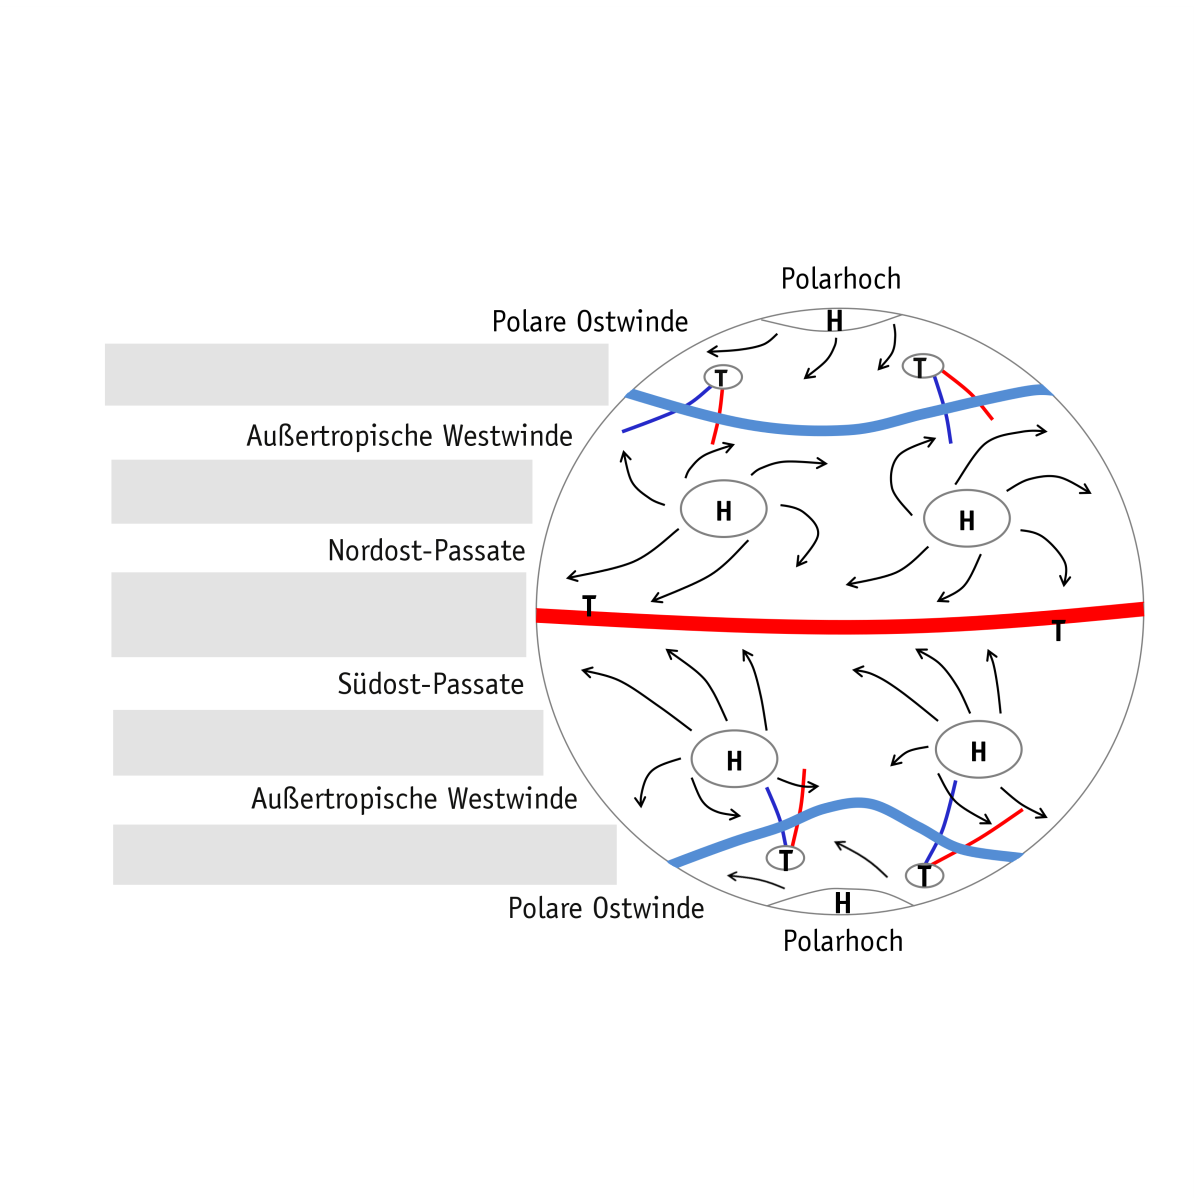 Polarhoch
H
Polare Ostwinde
T
T
Außertropische Westwinde
H
H
Nordost-Passate
T
T
Südost-Passate
H
H
Außertropische Westwinde
T
T
H
Polare Ostwinde
Polarhoch